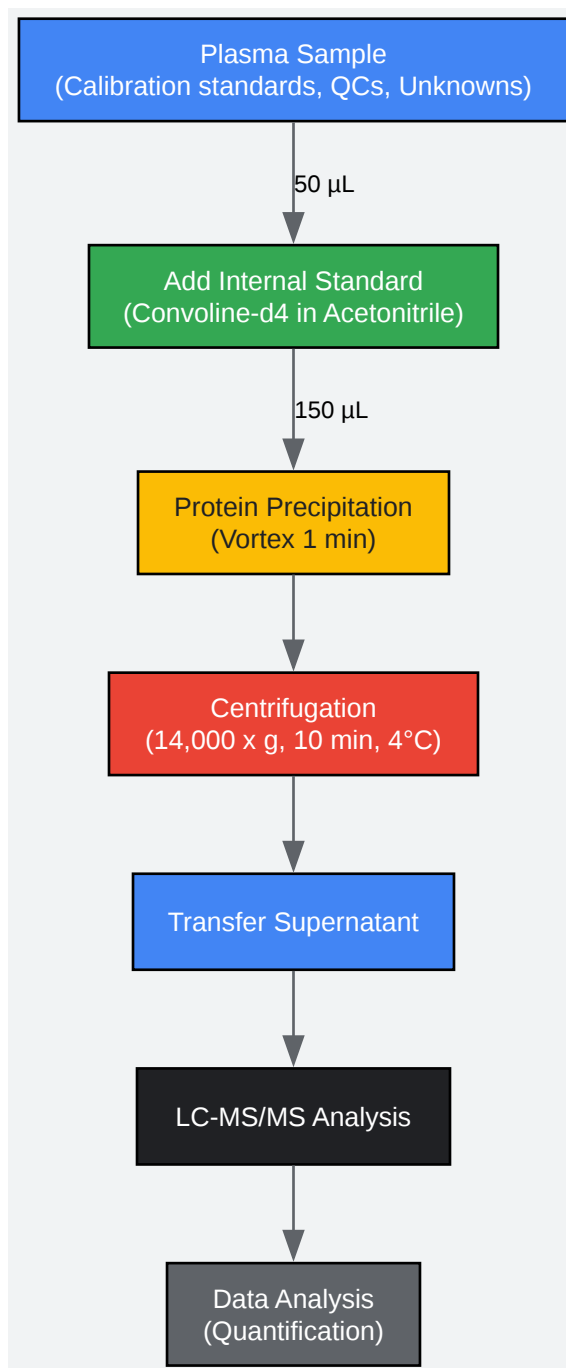 Plasma Sample
(Calibration standards, QCs, Unknowns)
50 µL
Add Internal Standard
(Convoline-d4 in Acetonitrile)
150 µL
Protein Precipitation
(Vortex 1 min)
Centrifugation
(14,000 x g, 10 min, 4°C)
Transfer Supernatant
LC-MS/MS Analysis
Data Analysis
(Quantification)